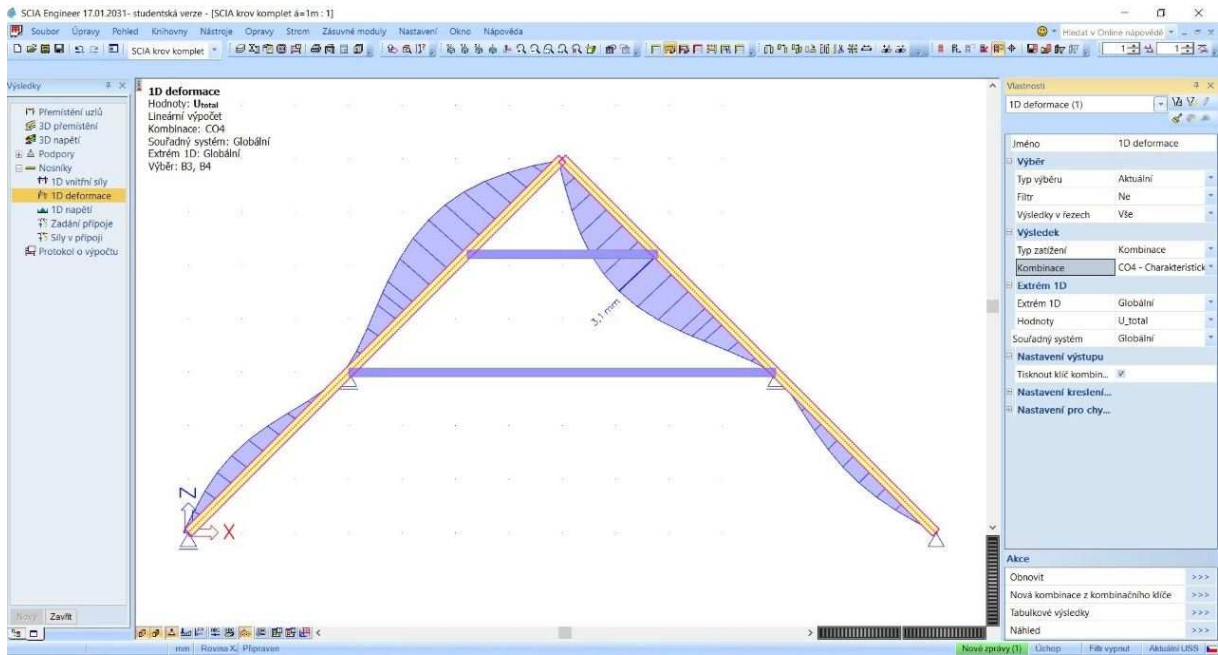 SCIA Engineer 17.01.2031- studentská verze - [SCIA krov komplet á=1m : 1]
Soubor Úpravy Pohled Knihovny Nástroje Opravy Strom Zásuvné moduly Nastavení Okno Nápověda
Hledat v Online nápovědě
SCIA krov komplet
Výsledky
Přemístění uzlů
3D přemístění
3D napětí
Podpory
Nosníky
1D vnitřní síly
1D deformace
1D napětí
Zadání přípoje
Síly v přípoji
Protokol o výpočtu
Nový Zavřít
1D deformace
Hodnoty: Utotal
Lineární výpočet
Kombinace: CO4
Souřadný systém: Globální
Extrém 1D: Globální
Výběr: B3, B4
3,1 mm
Z
X
Vlastnosti
1D deformace (1)
Jméno 1D deformace
Výběr
Typ výběru Aktuální
Filtr Ne
Výsledky v řezech Vše
Výsledek
Typ zatížení Kombinace
Kombinace CO4 - Charakteristick
Extrém 1D
Extrém 1D Globální
Hodnoty U_total
Souřadný systém Globální
Nastavení výstupu
Tisknout klíč kombin...
Nastavení kreslení...
Nastavení pro chy...
Akce
Obnovit >>>
Nová kombinace z kombinačního klíče >>>
Tabulkové výsledky >>>
Náhled >>>
mm Rovina X. Připraven Nové zprávy (1) Úchop Filtr vypnut Aktuální USS